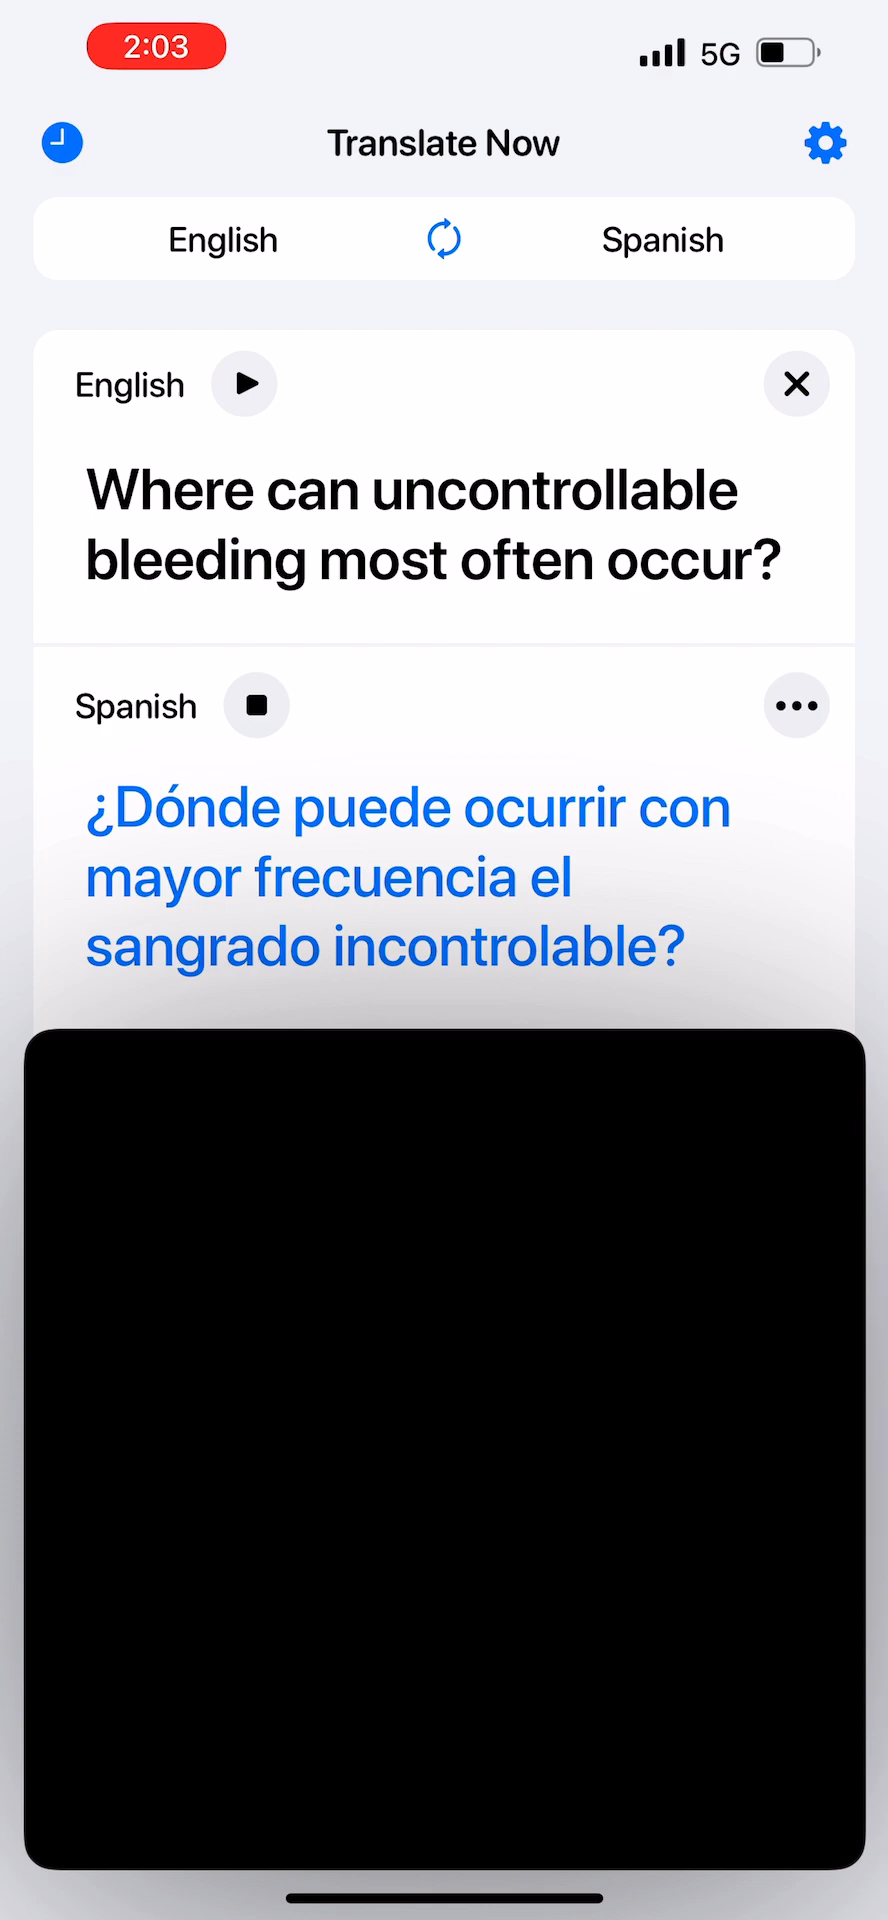 2:03 5G
Translate Now
English Spanish
English
Where can uncontrollable
bleeding most often occur?
Spanish
¿Dónde puede ocurrir con
mayor frecuencia el
sangrado incontrolable?